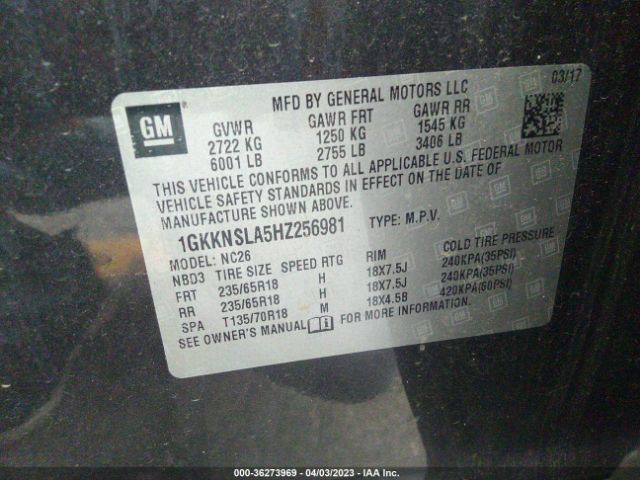 MFD BY GENERAL MOTORS LLC 03/17
GM
GVWR GAWR FRT GAWR RR
2722 KG 1250 KG 1545 KG
6001 LB 2755 LB 3406 LB
THIS VEHICLE CONFORMS TO ALL APPLICABLE U.S. FEDERAL MOTOR
VEHICLE SAFETY STANDARDS IN EFFECT ON THE DATE OF
MANUFACTURE SHOWN ABOVE.
1GKKNSLA5HZ256981 TYPE: M.P.V.
MODEL: NC26
NBD3 TIRE SIZE SPEED RTG RIM COLD TIRE PRESSURE
FRT 235/65R18 H 18X7.5J 240KPA(35PSI)
RR 235/65R18 H 18X7.5J 240KPA(35PSI)
SPA T135/70R18 M 18X4.5B 420KPA(60PSI)
SEE OWNER'S MANUAL FOR MORE INFORMATION.
000-36273969 - 04/03/2023 - IAA Inc.